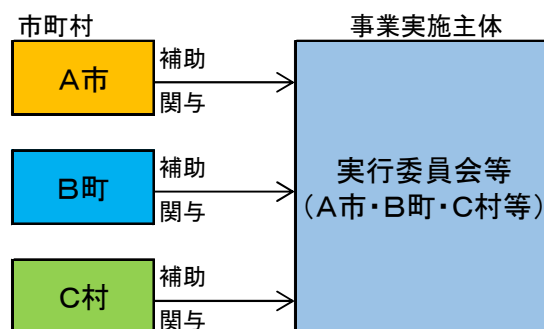 市町村
事業実施主体
A市
補助
関与
B町
補助
関与
C村
補助
関与
実行委員会等
（A市・B町・C村等）